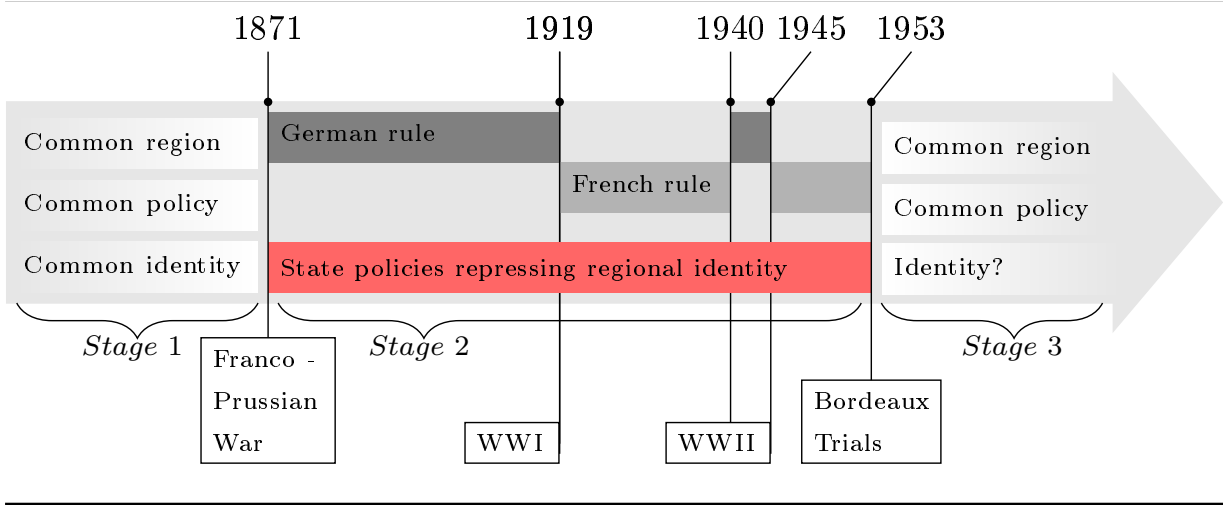 1871 1919 1940 1945 1953
Common region
Common policy
Common identity
German rule
French rule
State policies repressing regional identity
Common region
Common policy
Identity?
Stage 1
Stage 2
Stage 3
Franco -
Prussian
War
WWI
WWII
Bordeaux
Trials